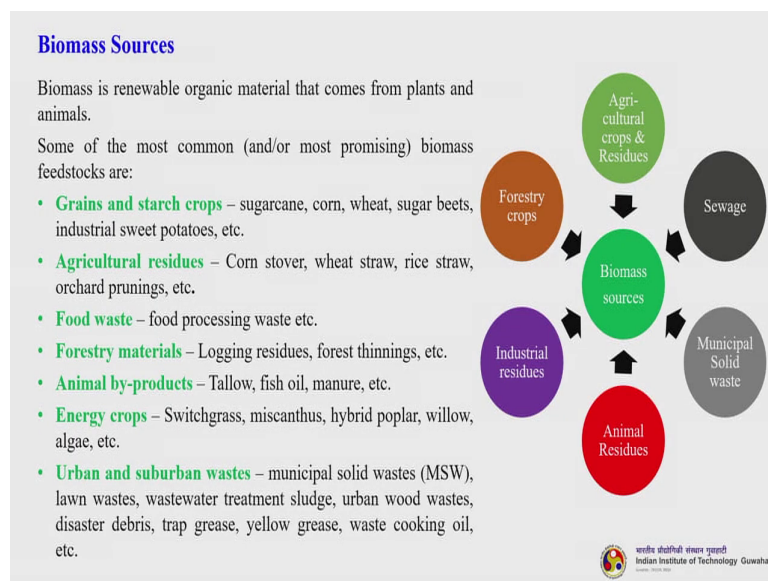 Biomass Sources
Biomass is renewable organic material that comes from plants and
animals.
Some of the most common (and/or most promising) biomass
feedstocks are:
• Grains and starch crops – sugarcane, corn, wheat, sugar beets,
industrial sweet potatoes, etc.
• Agricultural residues – Corn stover, wheat straw, rice straw,
orchard prunings, etc.
• Food waste – food processing waste etc.
• Forestry materials – Logging residues, forest thinnings, etc.
• Animal by-products – Tallow, fish oil, manure, etc.
• Energy crops – Switchgrass, miscanthus, hybrid poplar, willow,
algae, etc.
• Urban and suburban wastes – municipal solid wastes (MSW),
lawn wastes, wastewater treatment sludge, urban wood wastes,
disaster debris, trap grease, yellow grease, waste cooking oil,
etc.
Agri-
cultural
crops &
Residues
Sewage
Municipal
Solid
waste
Animal
Residues
Industrial
residues
Forestry
crops
Biomass
sources
भारतीय प्रौद्योगिकी संस्थान गुवाहाटी
Indian Institute of Technology Guwaha